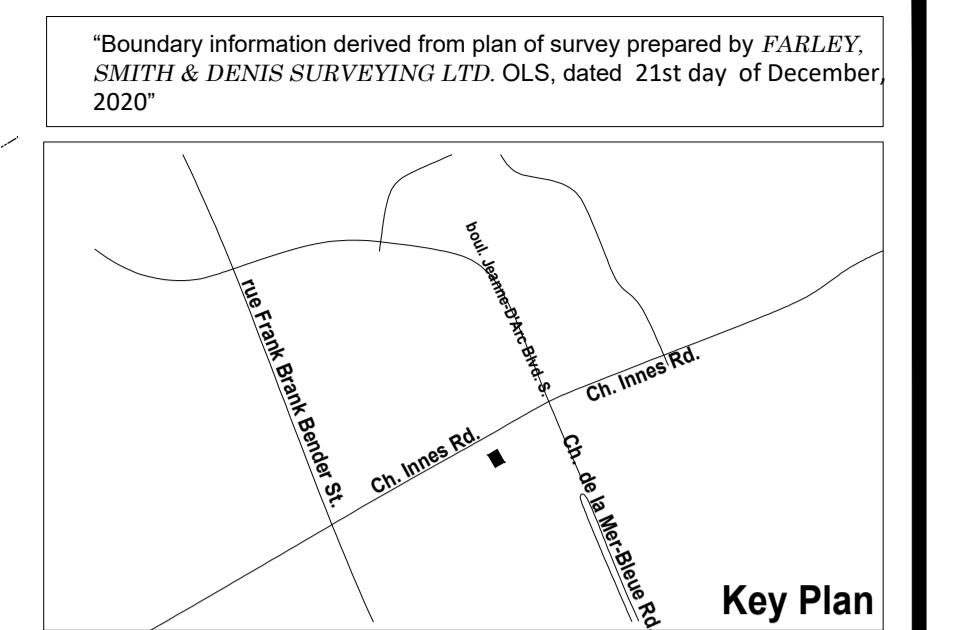 “Boundary information derived from plan of survey prepared by FARLEY,
SMITH & DENIS SURVEYING LTD. OLS, dated 21st day of December,
2020”
boul. Jeanne-D'Arc Blvd. S.
rue Frank Brank Bender St.
Ch. Innes Rd.
Ch. Innes Rd.
Ch. de la Mer-Bleue Rd
Key Plan